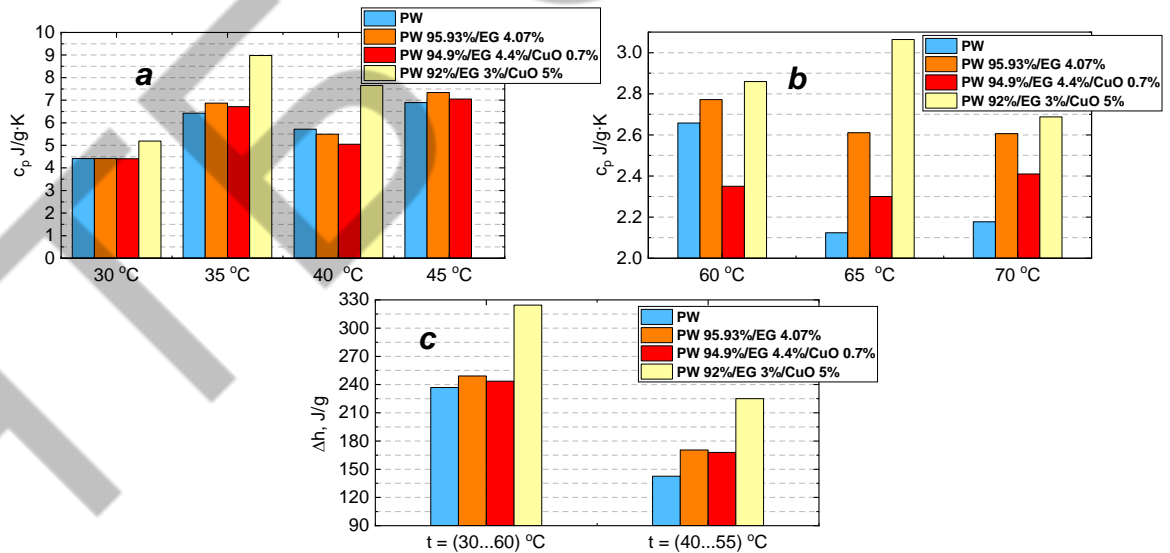 PW
PW 95.93%/EG 4.07%
PW 94.9%/EG 4.4%/CuO 0.7%
PW 92%/EG 3%/CuO 5%
a
10
9
8
7
6
5
4
3
2
1
0
cp J/g·K
30 °C 35 °C 40 °C 45 °C
PW
PW 95.93%/EG 4.07%
PW 94.9%/EG 4.4%/CuO 0.7%
PW 92%/EG 3%/CuO 5%
b
3.0
2.8
2.6
2.4
2.2
2.0
cp J/g·K
60 °C 65 °C 70 °C
PW
PW 95.93%/EG 4.07%
PW 94.9%/EG 4.4%/CuO 0.7%
PW 92%/EG 3%/CuO 5%
c
330
300
270
240
210
180
150
120
90
Δh, J/g
t = (30...60) °C t = (40...55) °C